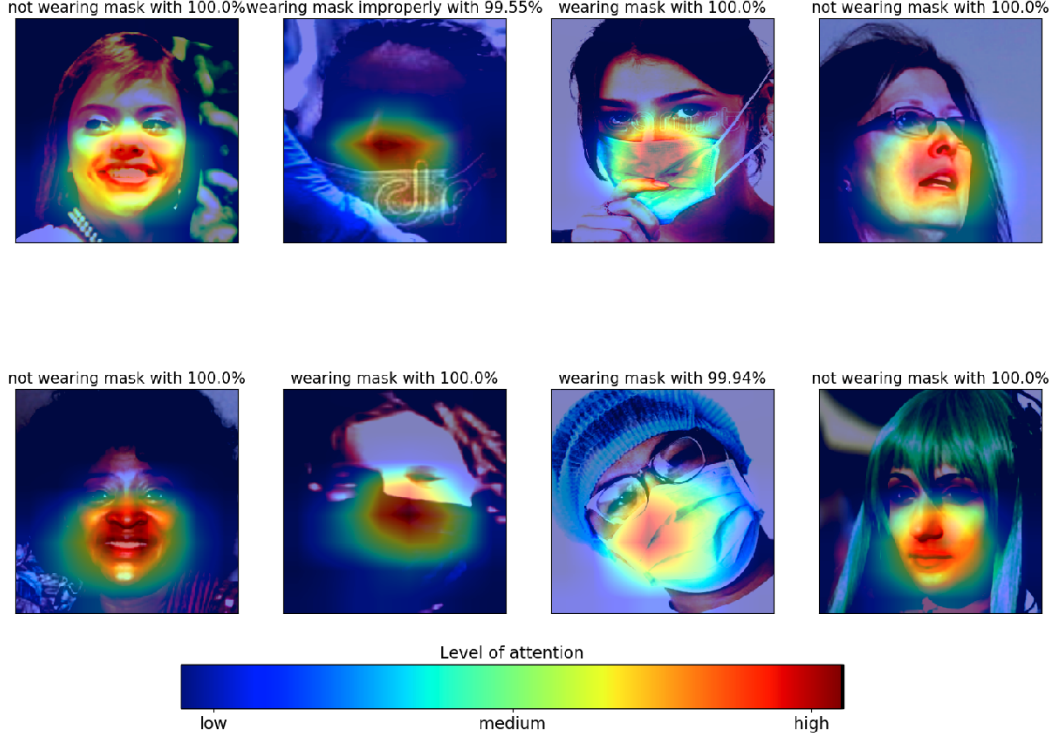 not wearing mask with 100.0%
wearing mask improperly with 99.55%
wearing mask with 100.0%
not wearing mask with 100.0%
not wearing mask with 100.0%
wearing mask with 100.0%
wearing mask with 99.94%
not wearing mask with 100.0%
Level of attention
low medium high